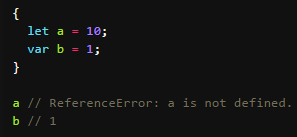 {
  let a = 10;
  var b = 1;
}
a // ReferenceError: a is not defined.
b // 1